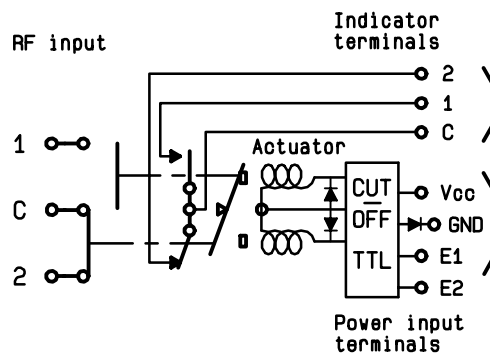 Indicator
terminals
RF input
2
1
C
Actuator
1
C
2
CUT
OFF
TTL
Vcc
GND
E1
E2
Power input
terminals